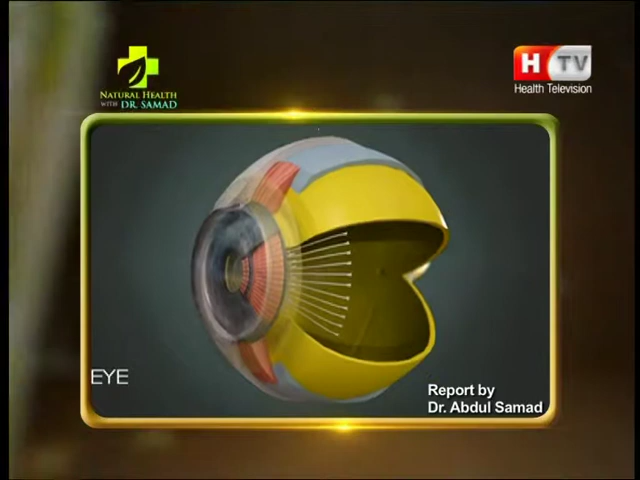 NATURAL HEALTH
WITH DR. SAMAD
H TV
Health Television
EYE
Report by
Dr. Abdul Samad